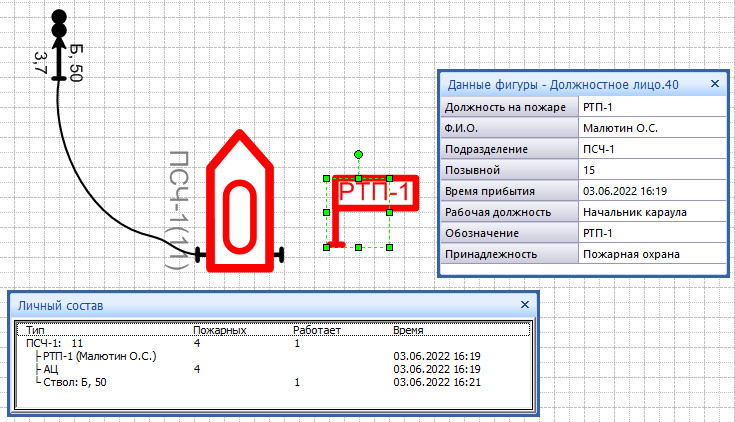 Б, 50
3,7
ПСЧ-1(11)
РТП-1
Данные фигуры - Должностное лицо.40
Должность на пожаре РТП-1
Ф.И.О. Малютин О.С.
Подразделение ПСЧ-1
Позывной 15
Время прибытия 03.06.2022 16:19
Рабочая должность Начальник караула
Обозначение РТП-1
Принадлежность Пожарная охрана
Личный состав
Тип Пожарных Работает Время
ПСЧ-1: 11 4 1
РТП-1 (Малютин О.С.) 03.06.2022 16:19
АЦ 4 03.06.2022 16:19
Ствол: Б, 50 1 03.06.2022 16:21